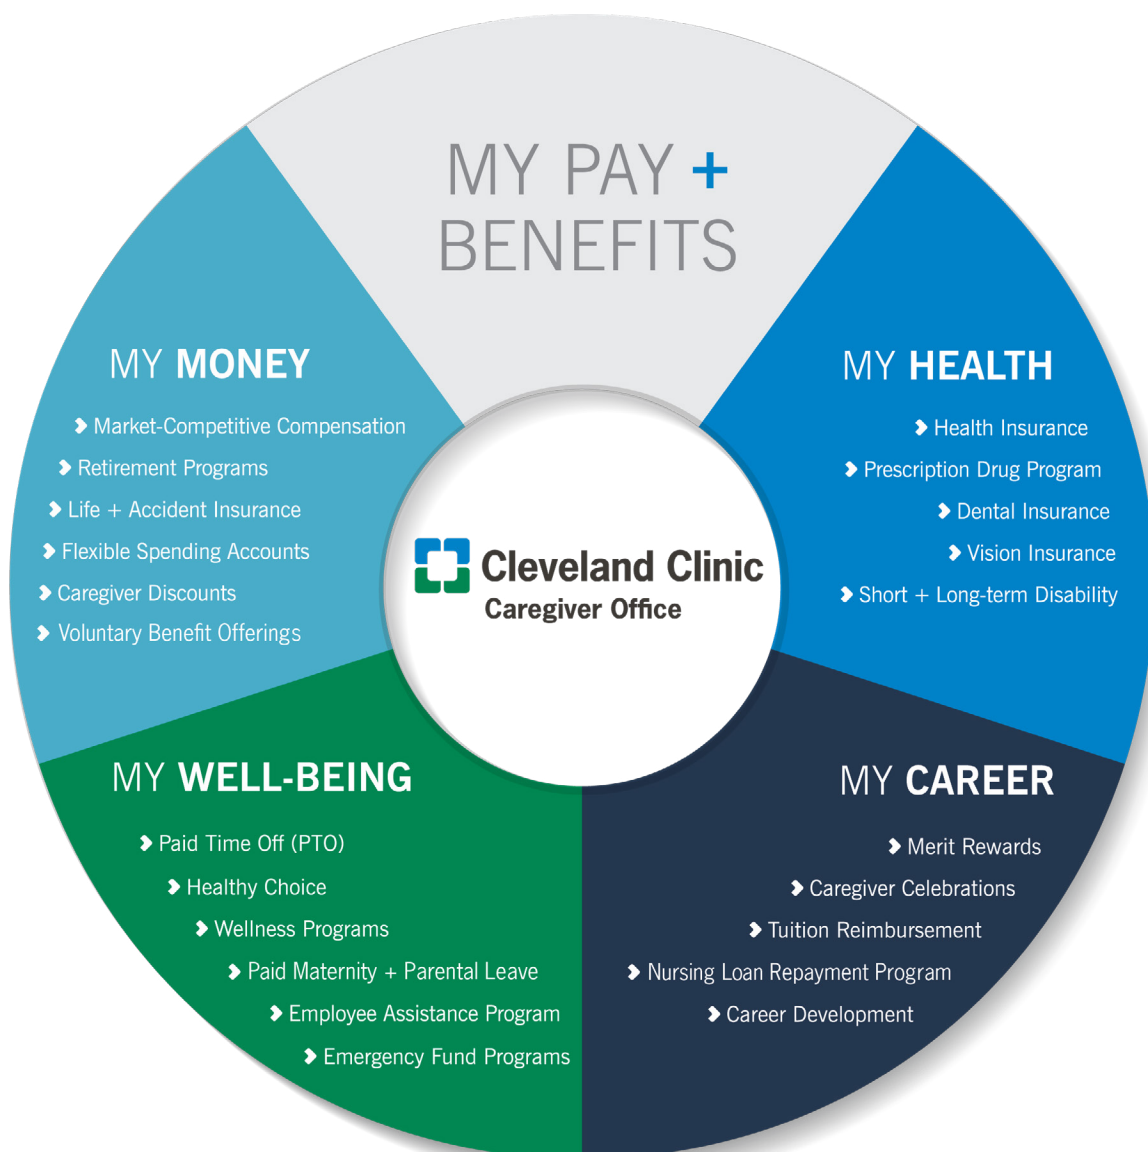 MY PAY +
BENEFITS
MY MONEY
Market-Competitive Compensation
Retirement Programs
Life + Accident Insurance
Flexible Spending Accounts
Caregiver Discounts
Voluntary Benefit Offerings
MY HEALTH
Health Insurance
Prescription Drug Program
Dental Insurance
Vision Insurance
Short + Long-term Disability
Cleveland Clinic
Caregiver Office
MY WELL-BEING
Paid Time Off (PTO)
Healthy Choice
Wellness Programs
Paid Maternity + Parental Leave
Employee Assistance Program
Emergency Fund Programs
MY CAREER
Merit Rewards
Caregiver Celebrations
Tuition Reimbursement
Nursing Loan Repayment Program
Career Development